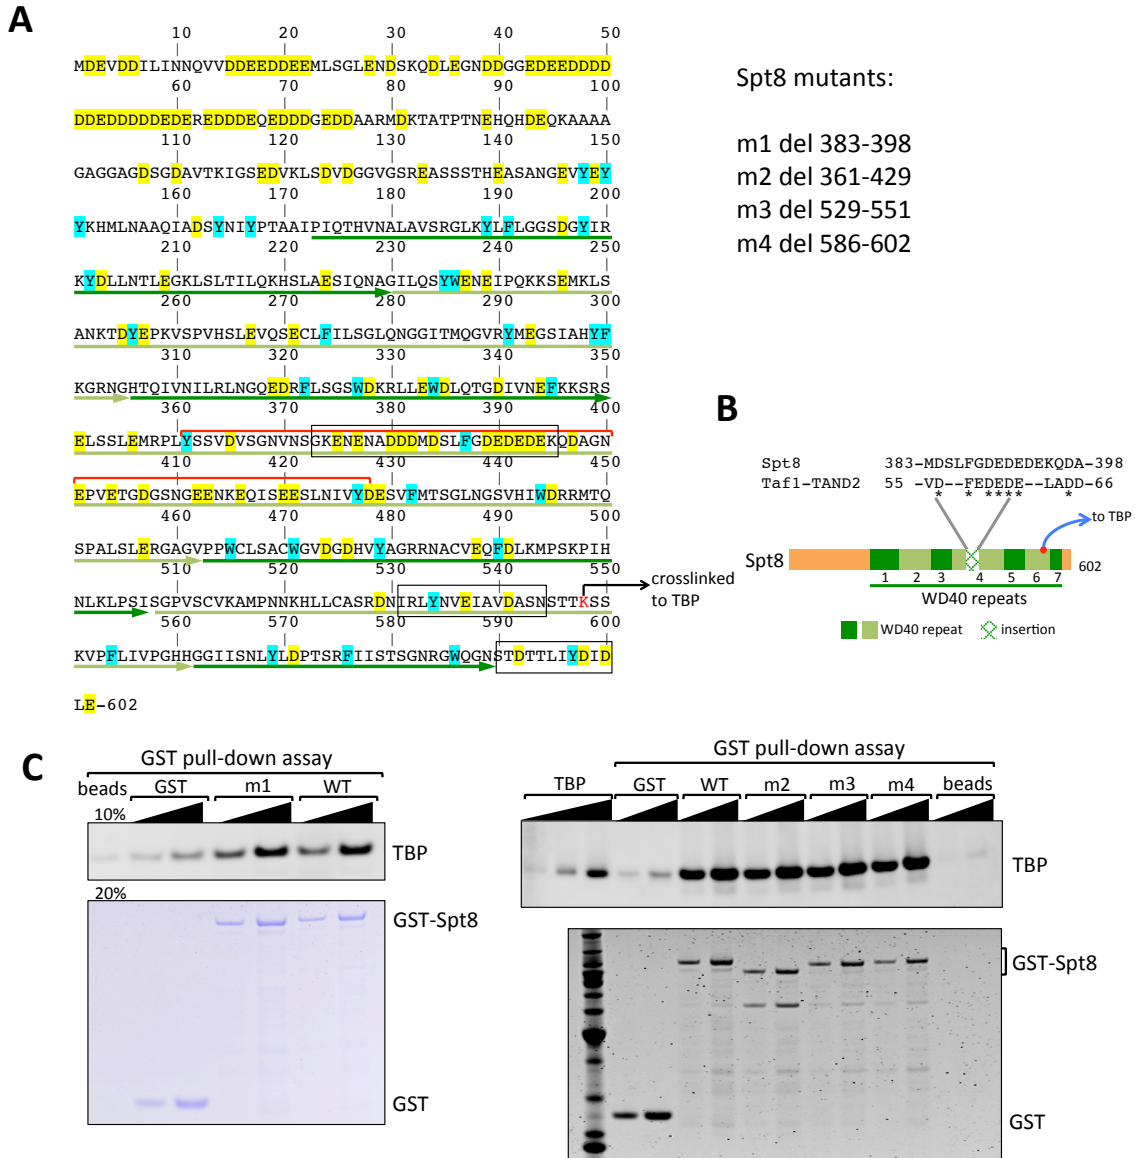 A
10 20 30 40 50
MDEVDDILINNQVVDDEEDDEEMLSGLENDSKQDLEGNDDGGEDEEDDDD
60 70 80 90 100
DDEDDDDDEDEREDDDEQEDDDGEDDAARMDKTATPTNEHQHDEQKAAAA
110 120 130 140 150
GAGGAGDSGDAVTKIGSEDVKLSDVDGGVGSREASSSTHEASANGEVYEY
160 170 180 190 200
YKHMLNAAQIADSYNIYPTAAIPIQTHVNALAVSRGLKYLFLGGSDGYIR
210 220 230 240 250
KYDLLNTLEGKLSLTILQKHSLAESIQNAGILQSYWENEIPQKKSEMKLS
260 270 280 290 300
ANKTDYEPKVSPVHSLEVQSECLFILSGLQNGGITMQGVRYMEGSIAHYF
310 320 330 340 350
KGRNGHTQIVNILRLNGQEDRFLSGSWDKRLLEWDLQTGDIVNEFKKSRS
360 370 380 390 400
ELSSLEMRPLYSSVDVSGNVNSGKENENADDDMDSLFGDEDEDEKQDAGN
410 420 430 440 450
EPVETGDGSNGEENKEQISEESLNIVYDESVFMTSGLNGSVHIWDRRMTQ
460 470 480 490 500
SPALSLERGAGVPPWCLSACWGVDGDHVYAGRRNACVEQFDLKMPSKPIH
510 520 530 540 550
NLKLPSISGPVSCVKAMPNNKHLLCASRDNIRLYNVEIAVDASNSTTKSS
crosslinked
to TBP
560 570 580 590 600
KVPFLIVPGHHGGIISNLYLDPTSRFIISTSGNRGWQGNSTDTTLIYDID
LE-602
Spt8 mutants:
m1 del 383-398
m2 del 361-429
m3 del 529-551
m4 del 586-602
B
Spt8 383-MDSLFGDEDEDEKQDA-398
Taf1-TAND2 55 -VD--FEDEDE--LADD-66
* * **** *
to TBP
Spt8 602
1 2 3 4 5 6 7
WD40 repeats
WD40 repeat insertion
C
GST pull-down assay
beads GST m1 WT
10%
TBP
20%
GST-Spt8
GST
GST pull-down assay
TBP GST WT m2 m3 m4 beads
TBP
GST-Spt8
GST